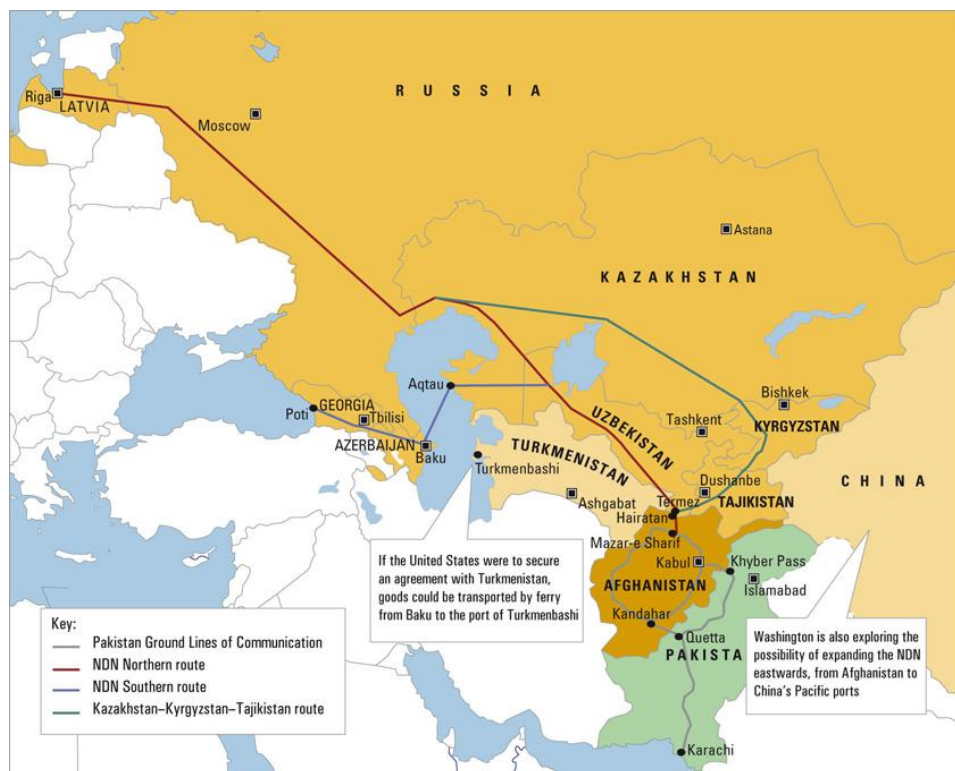 RUSSIA
Riga
LATVIA
Moscow
Astana
KAZAKHSTAN
Aqtau
Bishkek
Poti
GEORGIA
Tbilisi
KYRGYZSTAN
UZBEKISTAN
Tashkent
AZERBAIJAN
Baku
TURKMENISTAN
Turkmenbashi
CHINA
Dushanbe
TAJIKISTAN
Ashgabat
Termez
Hairatan
Mazar-e Sharif
Kabul
Khyber Pass
AFGHANISTAN
Islamabad
Kandahar
Quetta
PAKISTA
Karachi
If the United States were to secure
an agreement with Turkmenistan,
goods could be transported by ferry
from Baku to the port of Turkmenbashi
Washington is also exploring the
possibility of expanding the NDN
eastwards, from Afghanistan to
China's Pacific ports
Key:
Pakistan Ground Lines of Communication
NDN Northern route
NDN Southern route
Kazakhstan–Kyrgyzstan–Tajikistan route